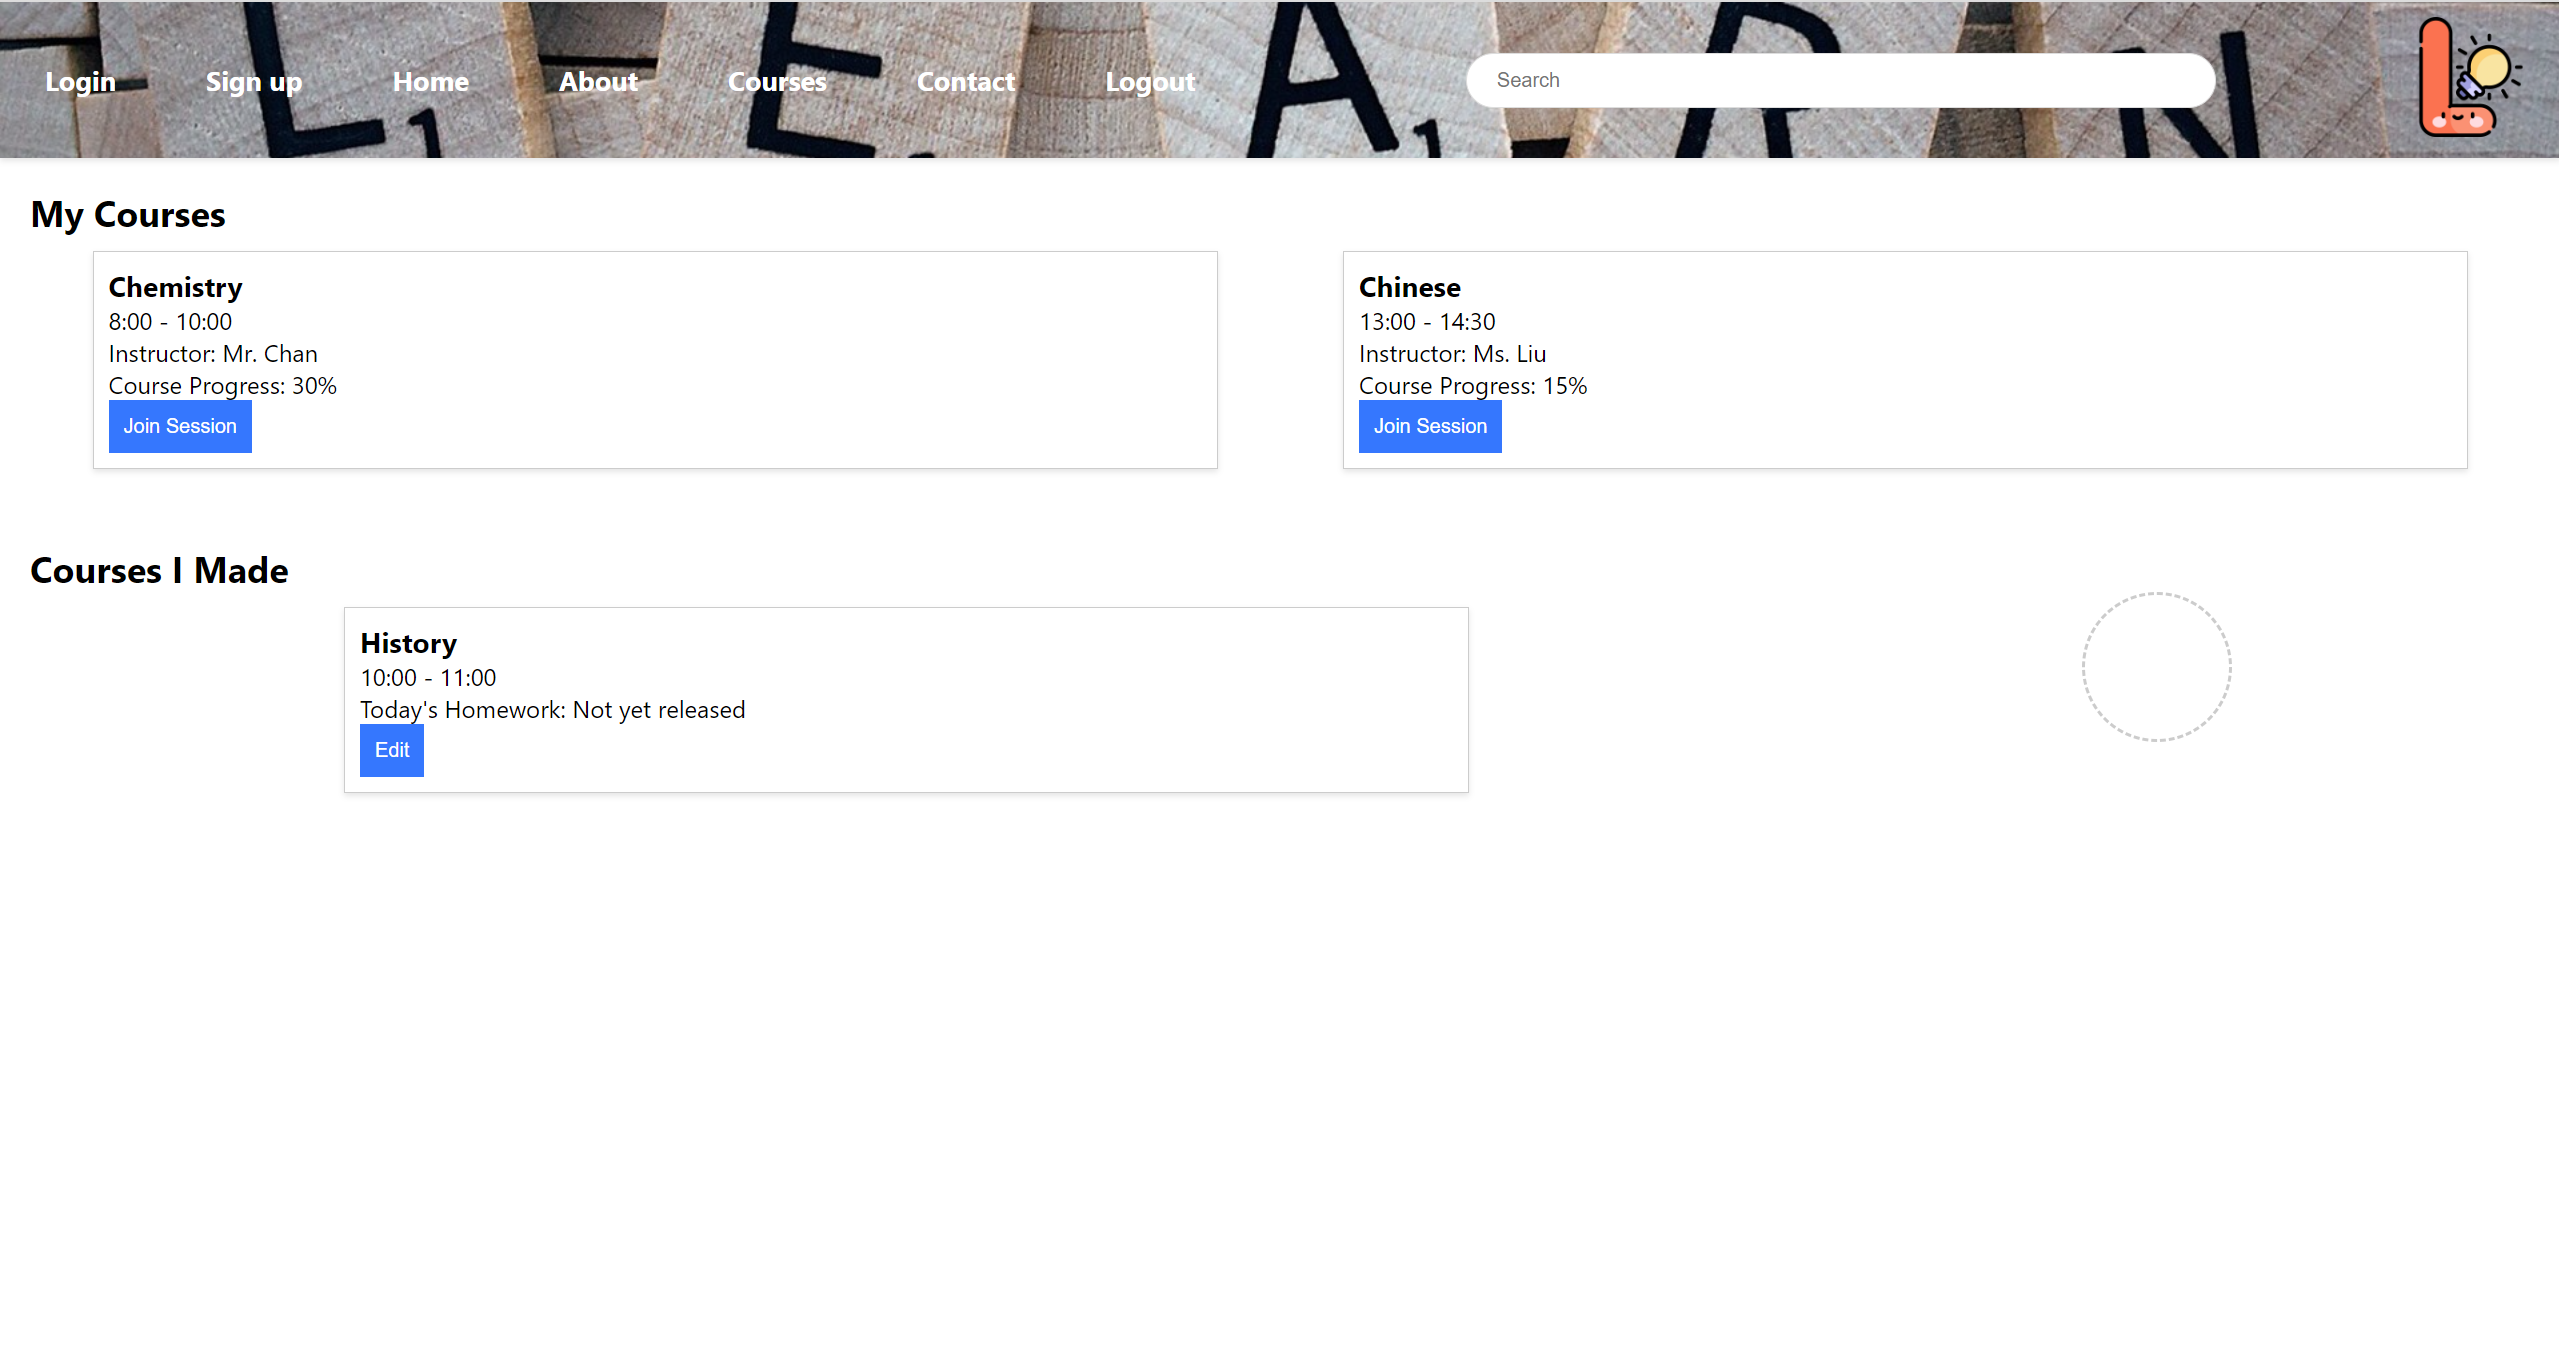 Login Sign up Home About Courses Contact Logout Search
L E A R N
1 1
My Courses
Chemistry
8:00 - 10:00
Instructor: Mr. Chan
Course Progress: 30%
Join Session
Chinese
13:00 - 14:30
Instructor: Ms. Liu
Course Progress: 15%
Join Session
Courses I Made
History
10:00 - 11:00
Today's Homework: Not yet released
Edit